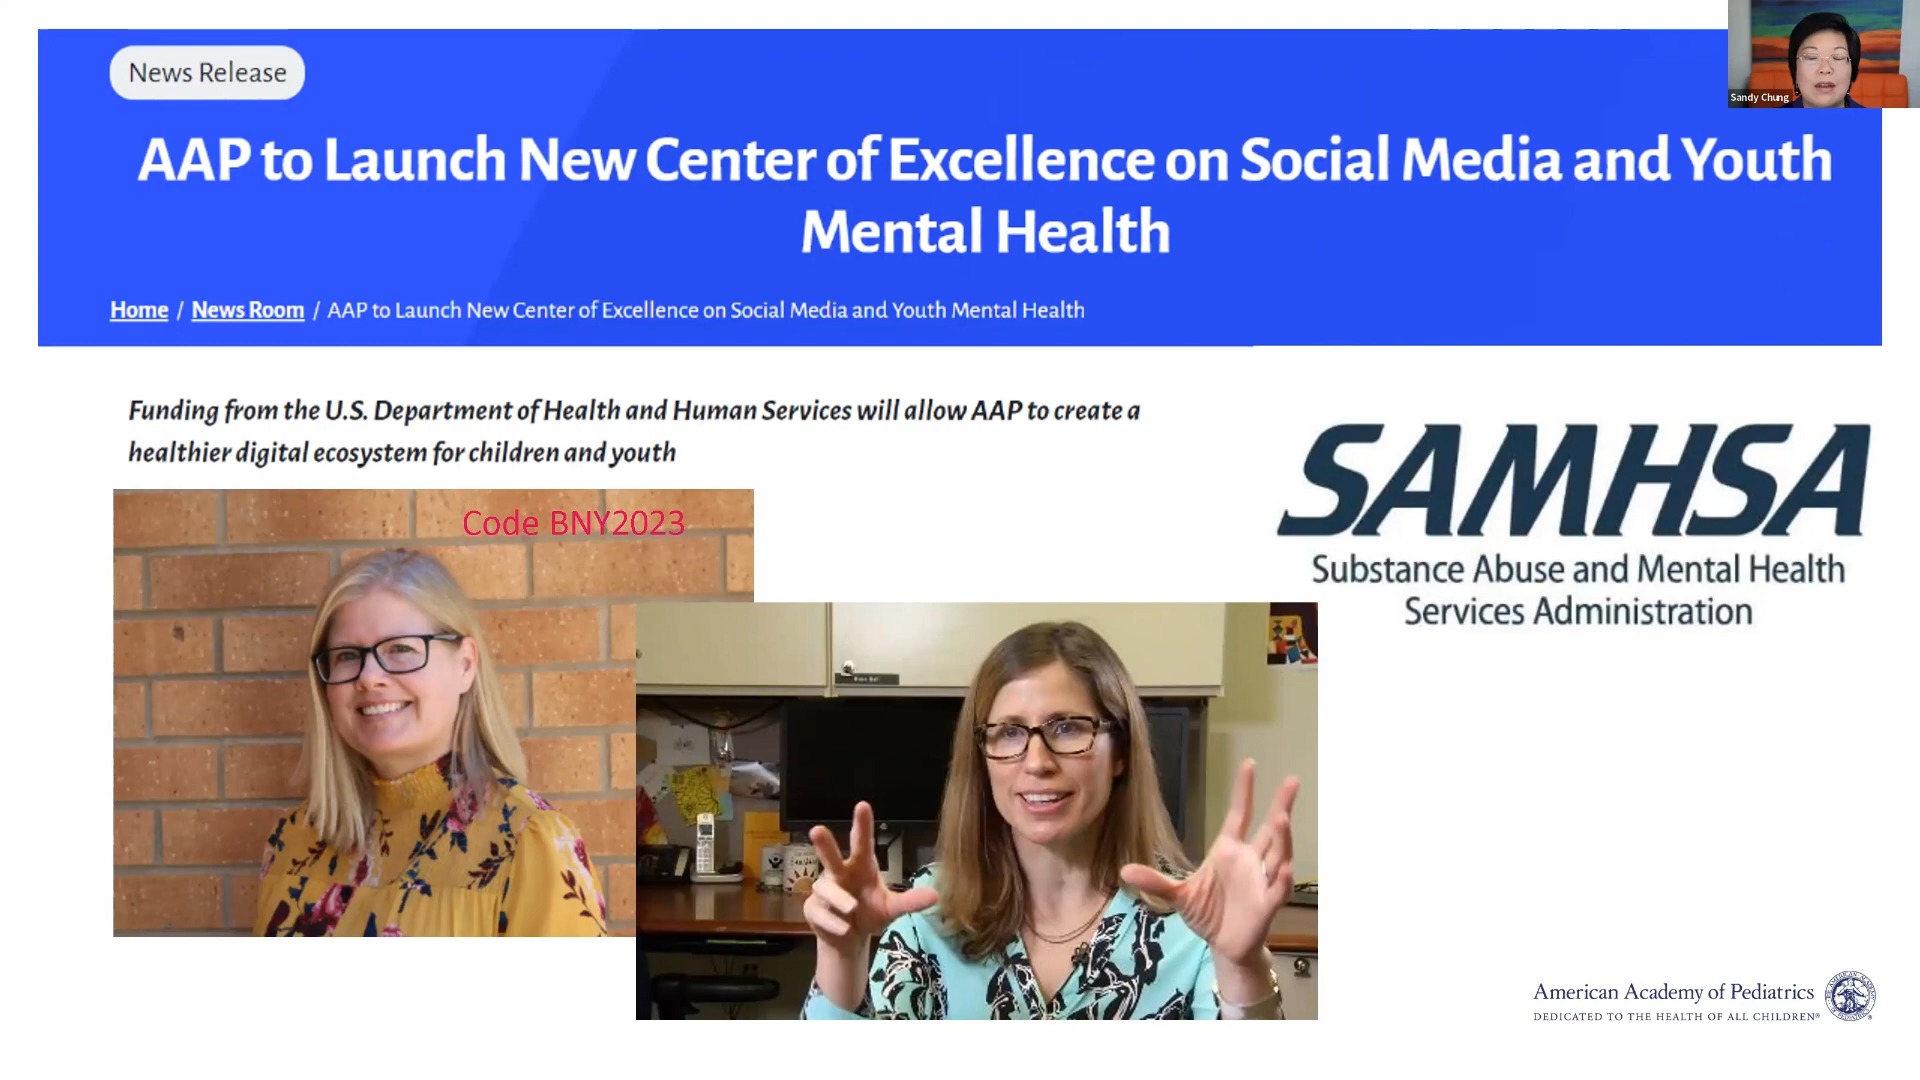 News Release
Sandy Chung
AAP to Launch New Center of Excellence on Social Media and Youth
Mental Health
Home / News Room / AAP to Launch New Center of Excellence on Social Media and Youth Mental Health
Funding from the U.S. Department of Health and Human Services will allow AAP to create a
healthier digital ecosystem for children and youth
SAMHSA
Substance Abuse and Mental Health
Services Administration
Code BNY2023
American Academy of Pediatrics
DEDICATED TO THE HEALTH OF ALL CHILDREN®